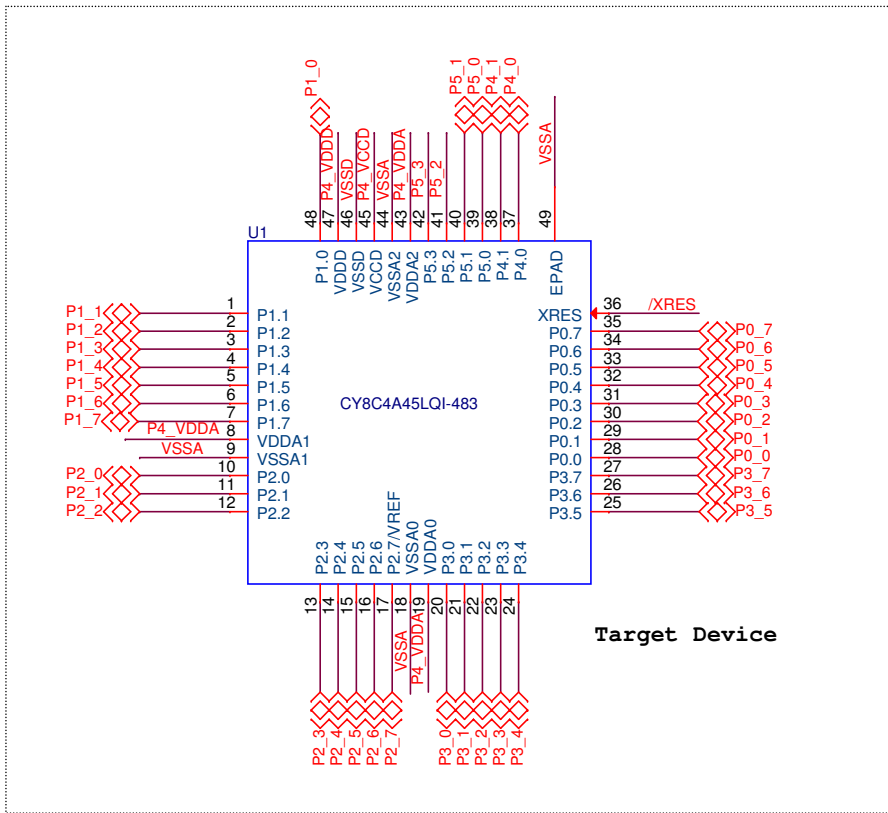 P1_0
P5_1
P5_0
P4_1
P4_0
P4_VDDD
VSSD
P4_VCCD
VSSA
P4_VDDA
P5_3
P5_2
VSSA
48
47
46
45
44
43
42
41
40
39
38
37
49
U1
P1.0
VDDD
VSSD
VCCD
VSSA2
VDDA2
P5.3
P5.2
P5.1
P5.0
P4.1
P4.0
EPAD
P1_1 1 P1.1
P1_2 2 P1.2
P1_3 3 P1.3
P1_4 4 P1.4
P1_5 5 P1.5
P1_6 6 P1.6
P1_7 7 P1.7
P4_VDDA 8 VDDA1
VSSA 9 VSSA1
P2_0 10 P2.0
P2_1 11 P2.1
P2_2 12 P2.2
CY8C4A45LQI-483
XRES 36 /XRES
P0.7 35 P0_7
P0.6 34 P0_6
P0.5 33 P0_5
P0.4 32 P0_4
P0.3 31 P0_3
P0.2 30 P0_2
P0.1 29 P0_1
P0.0 28 P0_0
P3.7 27 P3_7
P3.6 26 P3_6
P3.5 25 P3_5
P2.3
P2.4
P2.5
P2.6
P2.7/VREF
VSSA0
VDDA0
P3.0
P3.1
P3.2
P3.3
P3.4
13
14
15
16
17
18
19
20
21
22
23
24
VSSA
P4_VDDA
P2_3
P2_4
P2_5
P2_6
P2_7
P3_0
P3_1
P3_2
P3_3
P3_4
Target Device